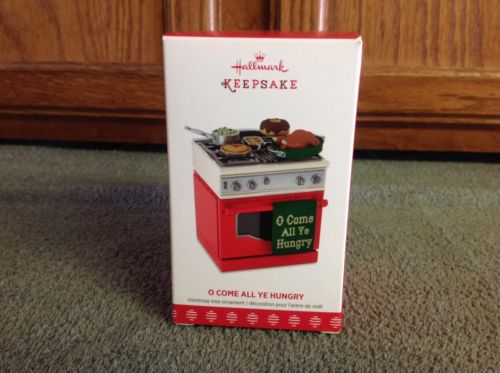 Hallmark
KEEPSAKE
O Come
All Ye
Hungry
O COME ALL YE HUNGRY
christmas tree ornament | décoration pour l'arbre de noël